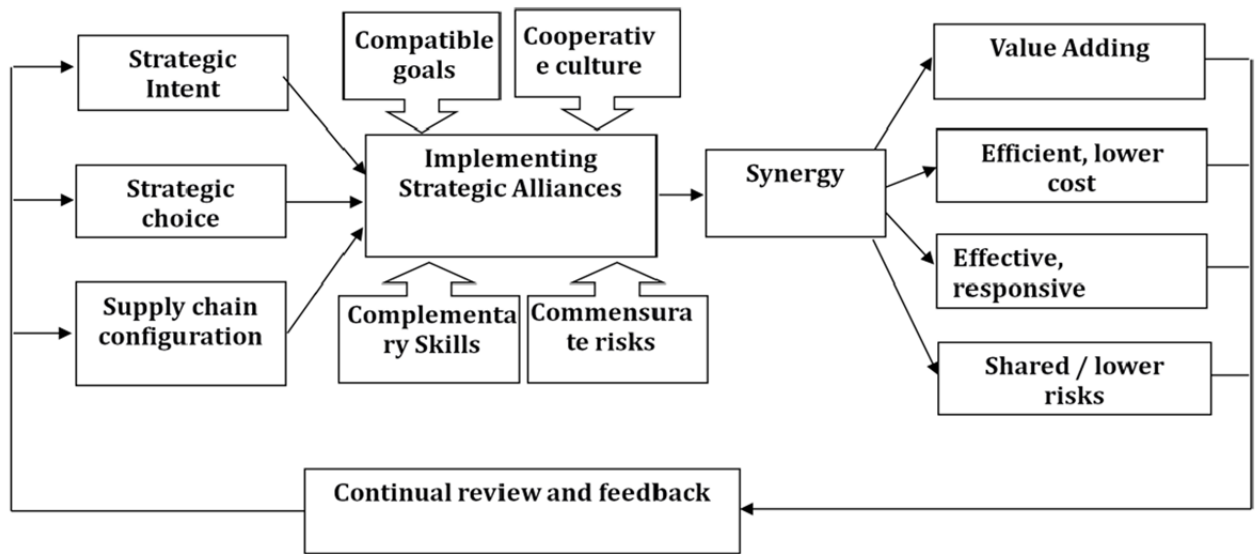 Strategic
Intent
Compatible
goals
Cooperativ
e culture
Value Adding
Strategic
choice
Implementing
Strategic Alliances
Synergy
Efficient, lower
cost
Supply chain
configuration
Complementa
ry Skills
Commensura
te risks
Effective,
responsive
Shared / lower
risks
Continual review and feedback